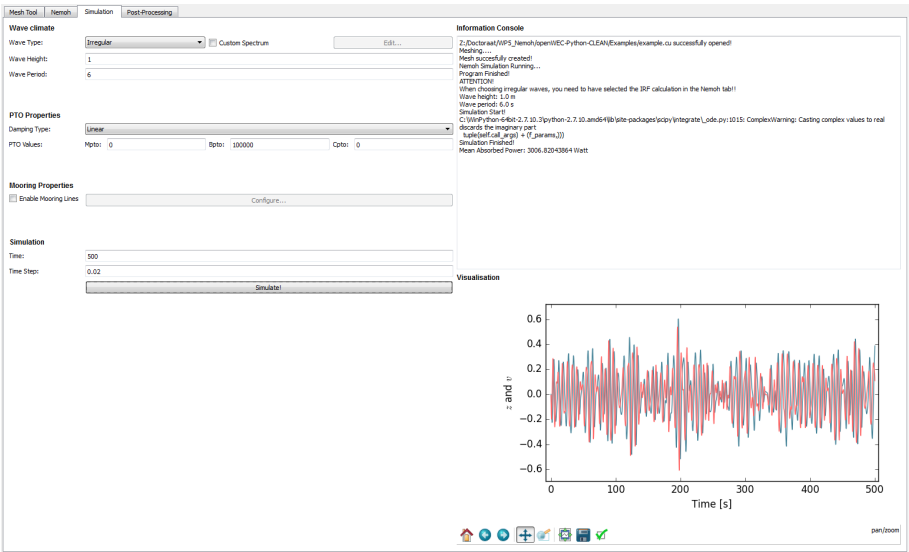 Mesh Tool Nemoh Simulation Post-Processing
Wave climate
Wave Type: Irregular Custom Spectrum Edit...
Wave Height: 1
Wave Period: 6
PTO Properties
Damping Type: Linear
PTO Values: Mpto: 0 Bpto: 100000 Cpto: 0
Mooring Properties
Enable Mooring Lines Configure...
Simulation
Time: 500
Time Step: 0.02
Simulate!
Information Console
Z:/Doctoraat/WP5_Nemoh/openWEC-Python-CLEAN/Examples/example.cu successfully opened!
Meshing....
Mesh succesfully created!
Nemoh Simulation Running...
Program Finished!
ATTENTION!
When choosing irregular waves, you need to have selected the IRF calculation in the Nemoh tab!!
Wave height: 1.0 m
Wave period: 6.0 s
Simulation Start!
C:\WinPython-64bit-2.7.10.3\python-2.7.10.amd64\lib\site-packages\scipy\integrate\_ode.py:1015: ComplexWarning: Casting complex values to real
discards the imaginary part
tuple(self.call_args) + (f_params,)))
Simulation Finished!
Mean Absorbed Power: 3006.82043864 Watt
Visualisation
0.6
0.4
0.2
0.0
−0.2
−0.4
−0.6
z and v
0 100 200 300 400 500
Time [s]
pan/zoom